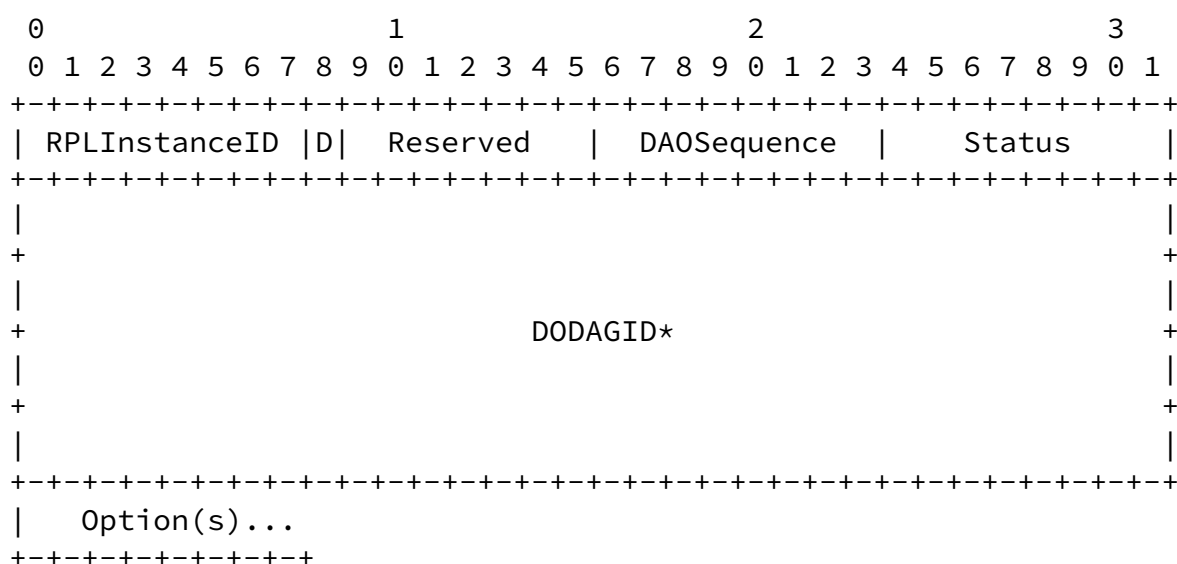 0                   1                   2                   3
 0 1 2 3 4 5 6 7 8 9 0 1 2 3 4 5 6 7 8 9 0 1 2 3 4 5 6 7 8 9 0 1
+-+-+-+-+-+-+-+-+-+-+-+-+-+-+-+-+-+-+-+-+-+-+-+-+-+-+-+-+-+-+-+-+
| RPLInstanceID |D|  Reserved   |  DAOSequence  |    Status     |
+-+-+-+-+-+-+-+-+-+-+-+-+-+-+-+-+-+-+-+-+-+-+-+-+-+-+-+-+-+-+-+-+
|                                                               |
+                                                               +
|                                                               |
+                            DODAGID*                           +
|                                                               |
+                                                               +
|                                                               |
+-+-+-+-+-+-+-+-+-+-+-+-+-+-+-+-+-+-+-+-+-+-+-+-+-+-+-+-+-+-+-+-+
|   Option(s)...
+-+-+-+-+-+-+-+-+